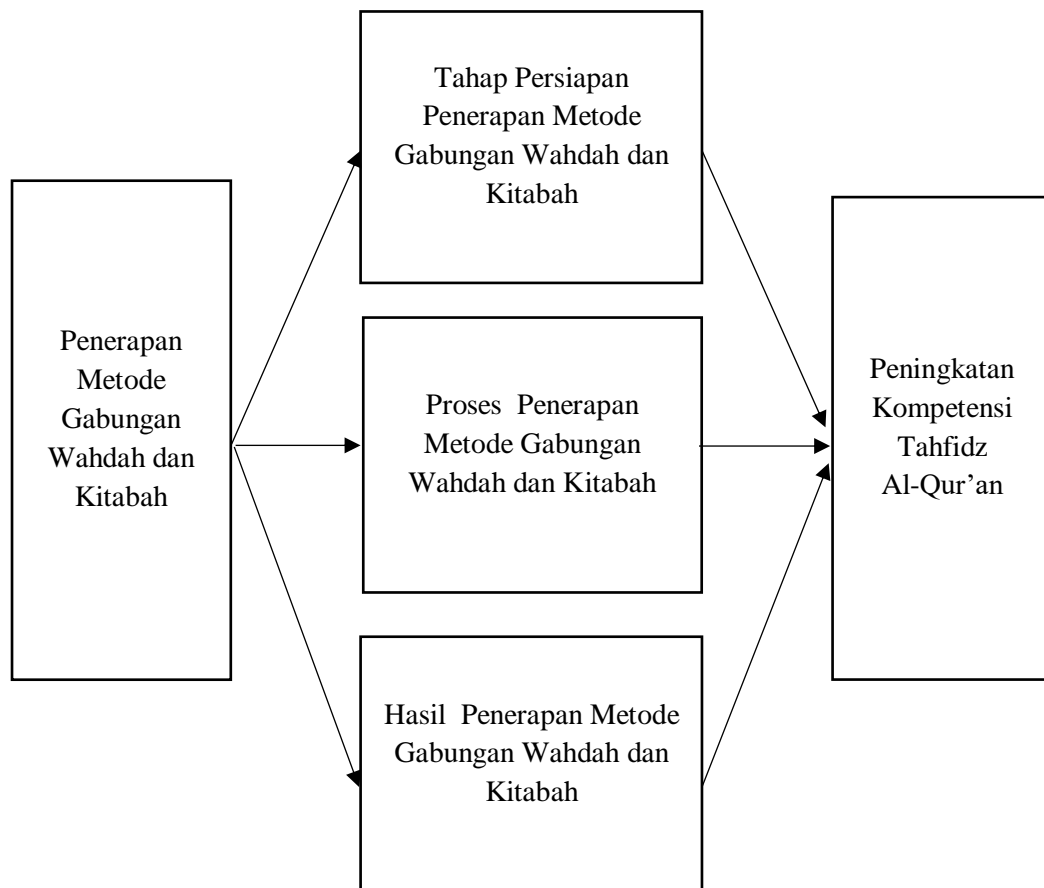 Penerapan
Metode
Gabungan
Wahdah dan
Kitabah
Tahap Persiapan
Penerapan Metode
Gabungan Wahdah dan
Kitabah
Proses  Penerapan
Metode Gabungan
Wahdah dan Kitabah
Hasil  Penerapan Metode
Gabungan Wahdah dan
Kitabah
Peningkatan
Kompetensi
Tahfidz
Al-Qur’an